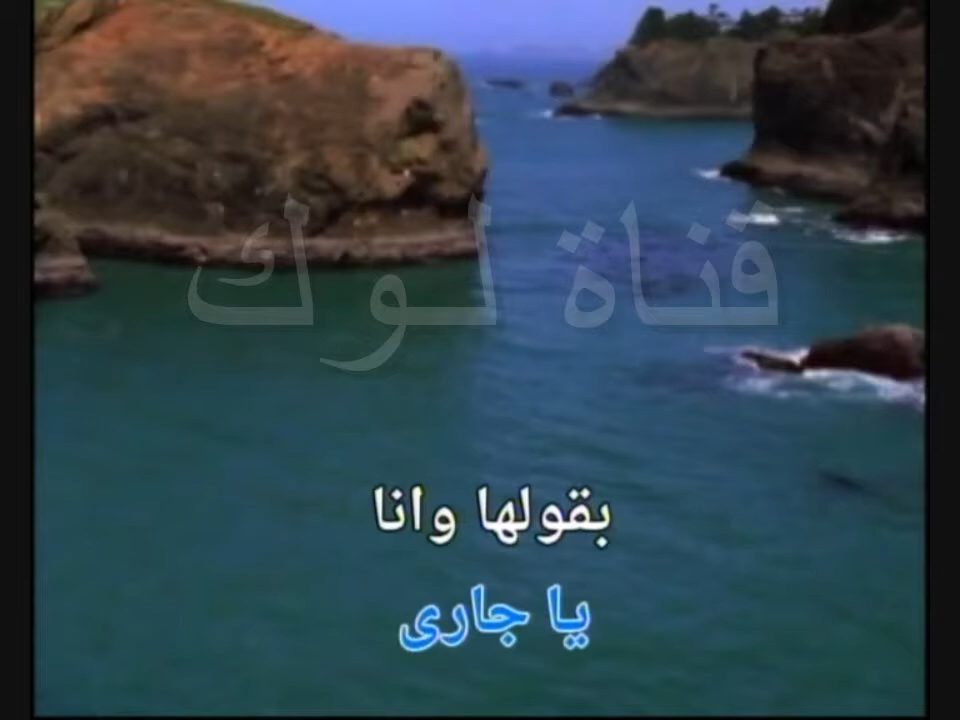 قناة لوك
بقولها وانا
يا جارى